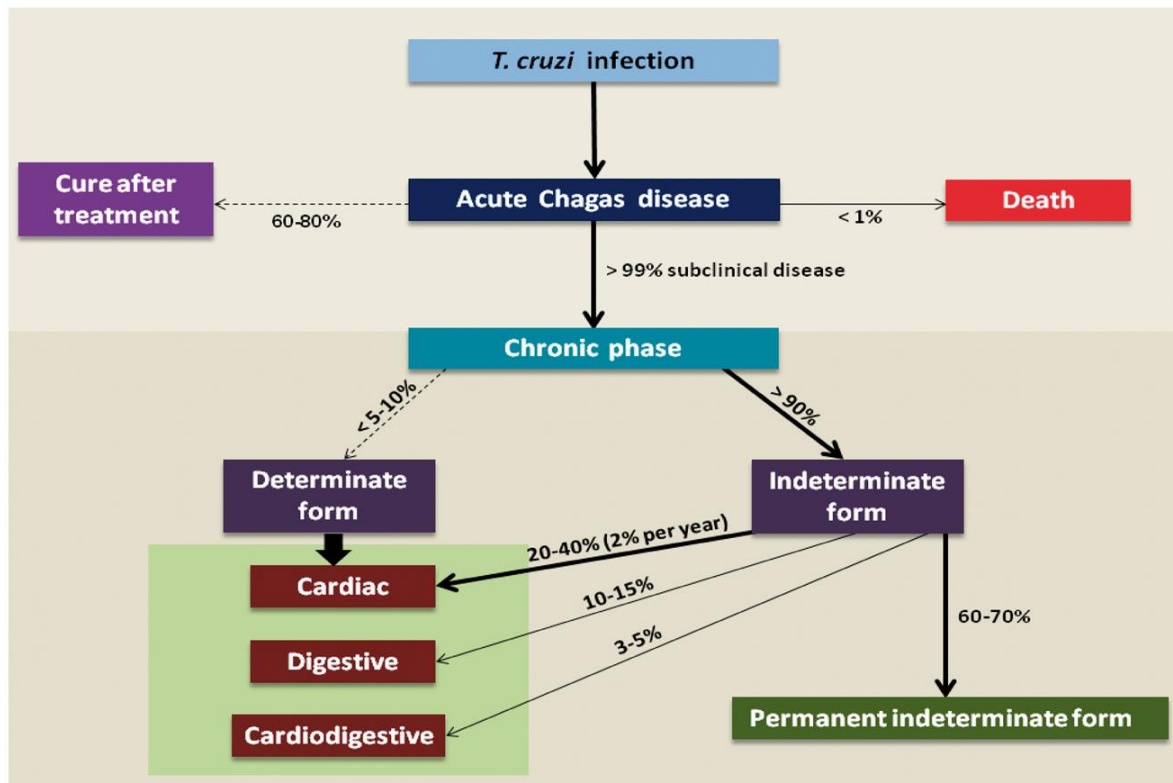 T. cruzi infection
Cure after
treatment
60-80%
Acute Chagas disease
< 1%
Death
> 99% subclinical disease
Chronic phase
< 5-10%
> 90%
Determinate
form
Indeterminate
form
20-40% (2% per year)
Cardiac
10-15%
60-70%
3-5%
Digestive
Permanent indeterminate form
Cardiodigestive